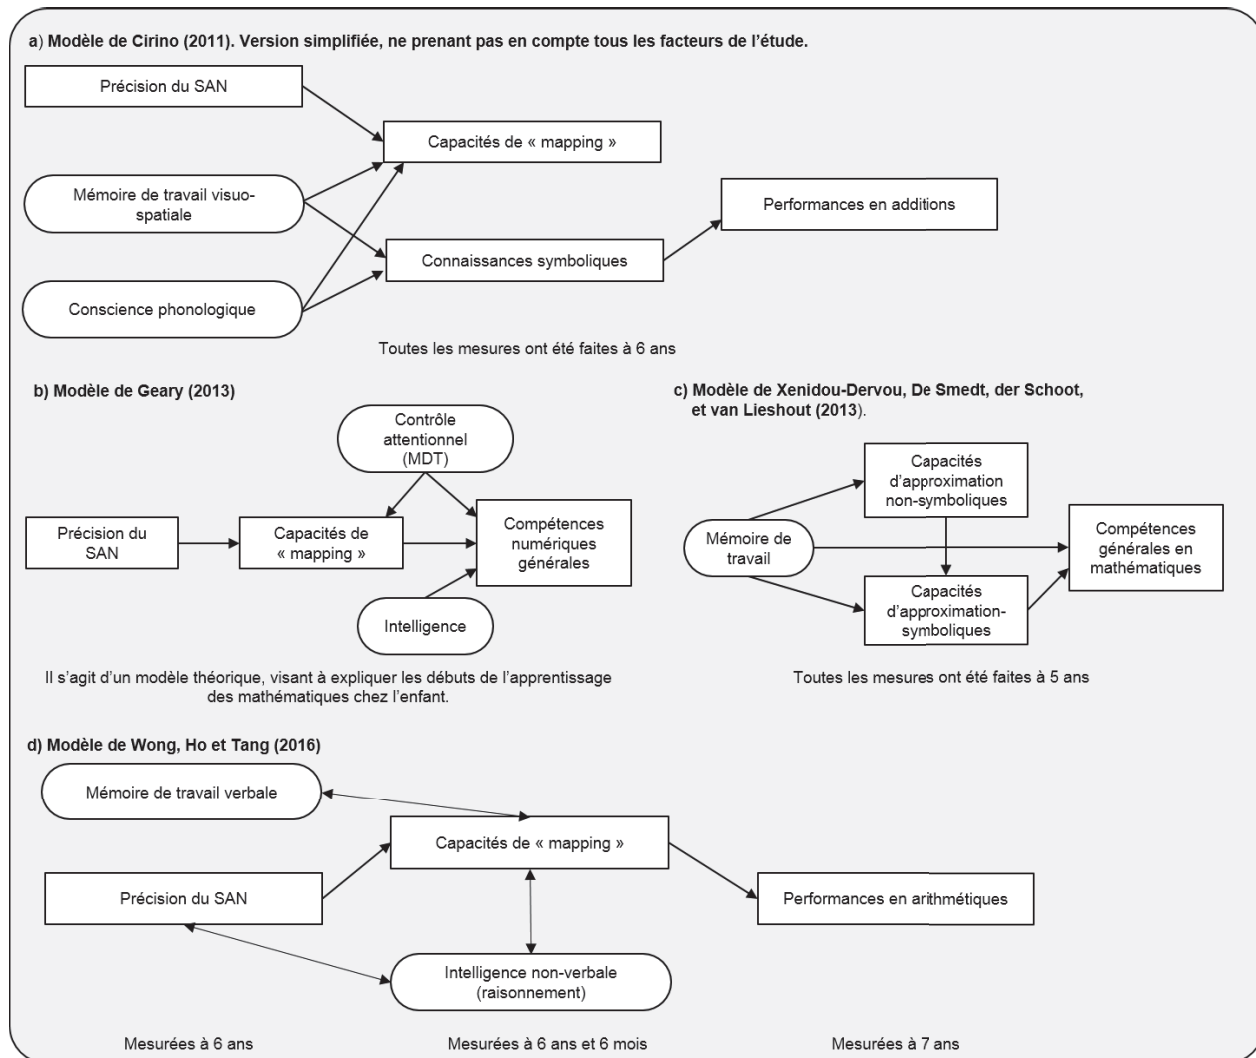 a) Modèle de Cirino (2011). Version simplifiée, ne prenant pas en compte tous les facteurs de l’étude.
Précision du SAN
Capacités de « mapping »
Mémoire de travail visuo-
spatiale
Performances en additions
Connaissances symboliques
Conscience phonologique
Toutes les mesures ont été faites à 6 ans
b) Modèle de Geary (2013)
Contrôle
attentionnel
(MDT)
Précision du
SAN
Capacités de
« mapping »
Compétences
numériques
générales
Intelligence
Il s’agit d’un modèle théorique, visant à expliquer les débuts de l’apprentissage
des mathématiques chez l’enfant.
c) Modèle de Xenidou-Dervou, De Smedt, der Schoot,
et van Lieshout (2013).
Capacités
d’approximation
non-symboliques
Mémoire de
travail
Compétences
générales en
mathématiques
Capacités
d’approximation-
symboliques
Toutes les mesures ont été faites à 5 ans
d) Modèle de Wong, Ho et Tang (2016)
Mémoire de travail verbale
Capacités de « mapping »
Précision du SAN
Performances en arithmétiques
Intelligence non-verbale
(raisonnement)
Mesurées à 6 ans
Mesurées à 6 ans et 6 mois
Mesurées à 7 ans